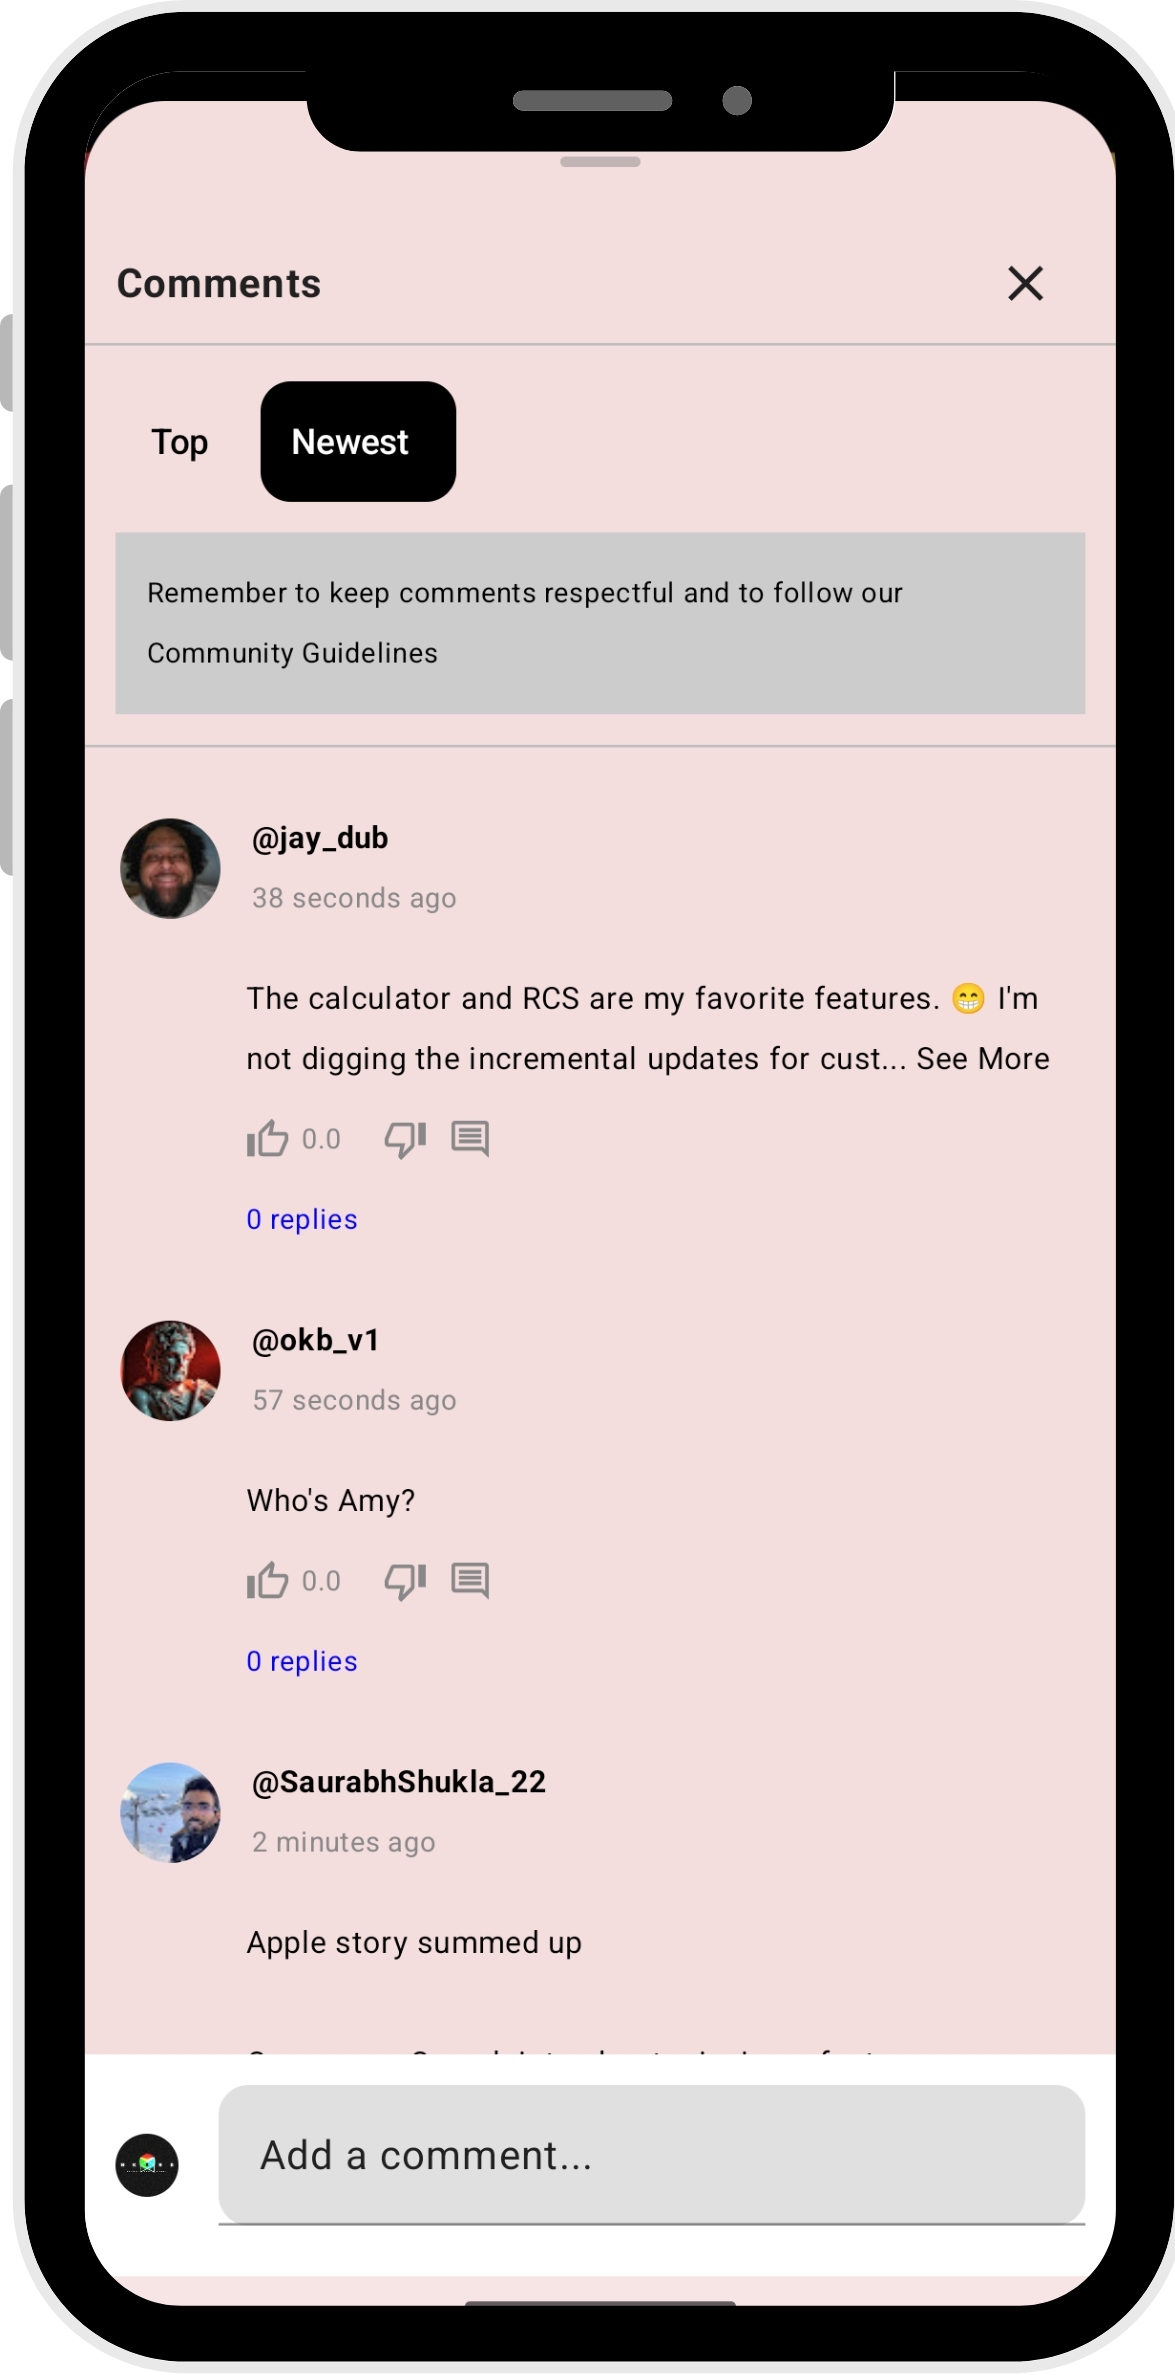 Comments
Top
Newest
Remember to keep comments respectful and to follow our
Community Guidelines
@jay_dub
38 seconds ago
The calculator and RCS are my favorite features. 😁 I'm
not digging the incremental updates for cust... See More
0.0
0 replies
@okb_v1
57 seconds ago
Who's Amy?
0.0
0 replies
@SaurabhShukla_22
2 minutes ago
Apple story summed up
Add a comment...